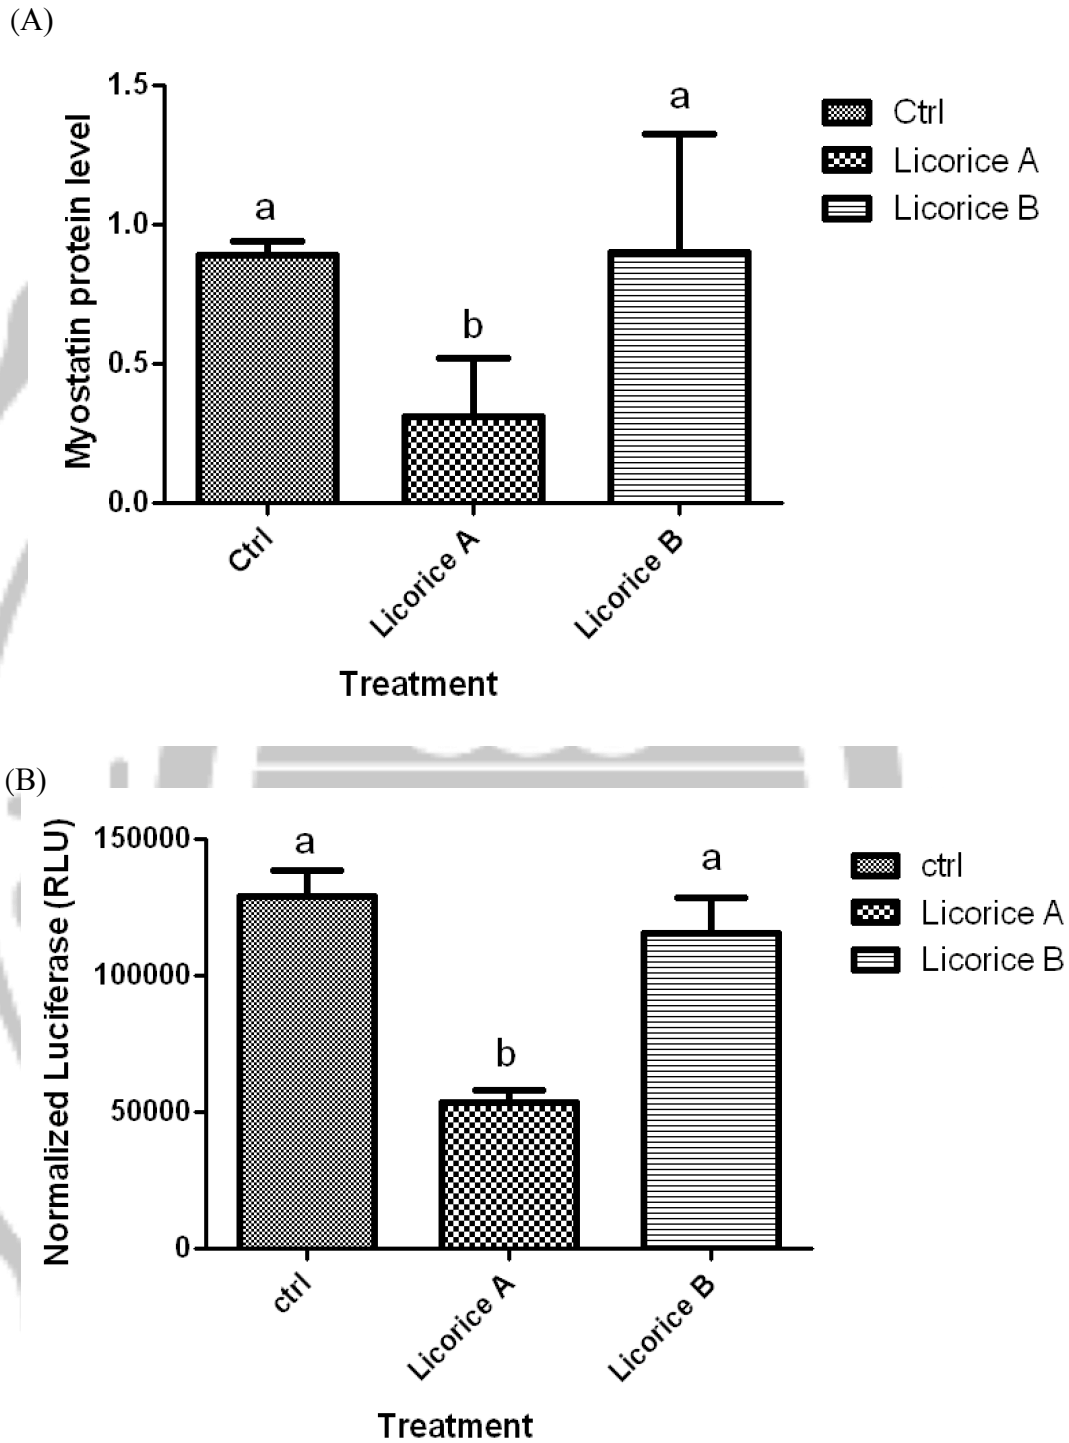 (A)
Myostatin protein level
1.5
1.0
0.5
0.0
a
b
a
Ctrl
Licorice A
Licorice B
Treatment
Ctrl
Licorice A
Licorice B
(B)
Normalized Luciferase (RLU)
150000
100000
50000
0
a
b
a
ctrl
Licorice A
Licorice B
Treatment
ctrl
Licorice A
Licorice B